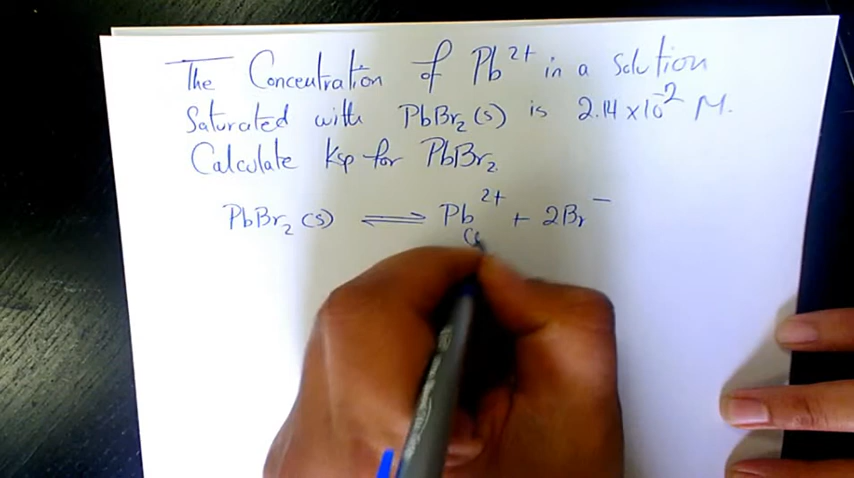 The Concentration of Pb²⁺ in a Solution
Saturated with PbBr₂(s) is 2.14 x10⁻² M.
Calculate Ksp for PbBr₂
PbBr₂(s) ⇌ Pb²⁺ + 2Br⁻